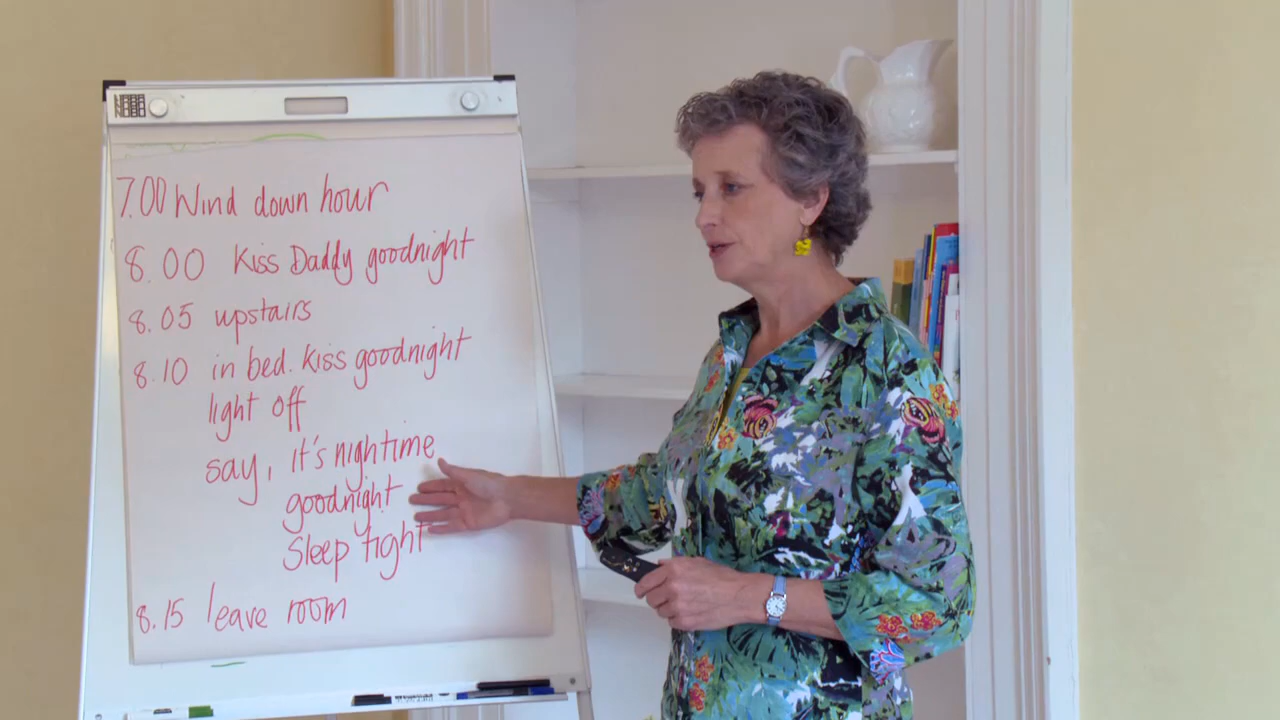 7.00 Wind down hour
8.00 Kiss Daddy goodnight
8.05 upstairs
8.10 in bed. Kiss goodnight
light off
say, it's nightime
goodnight
Sleep tight
8.15 leave room